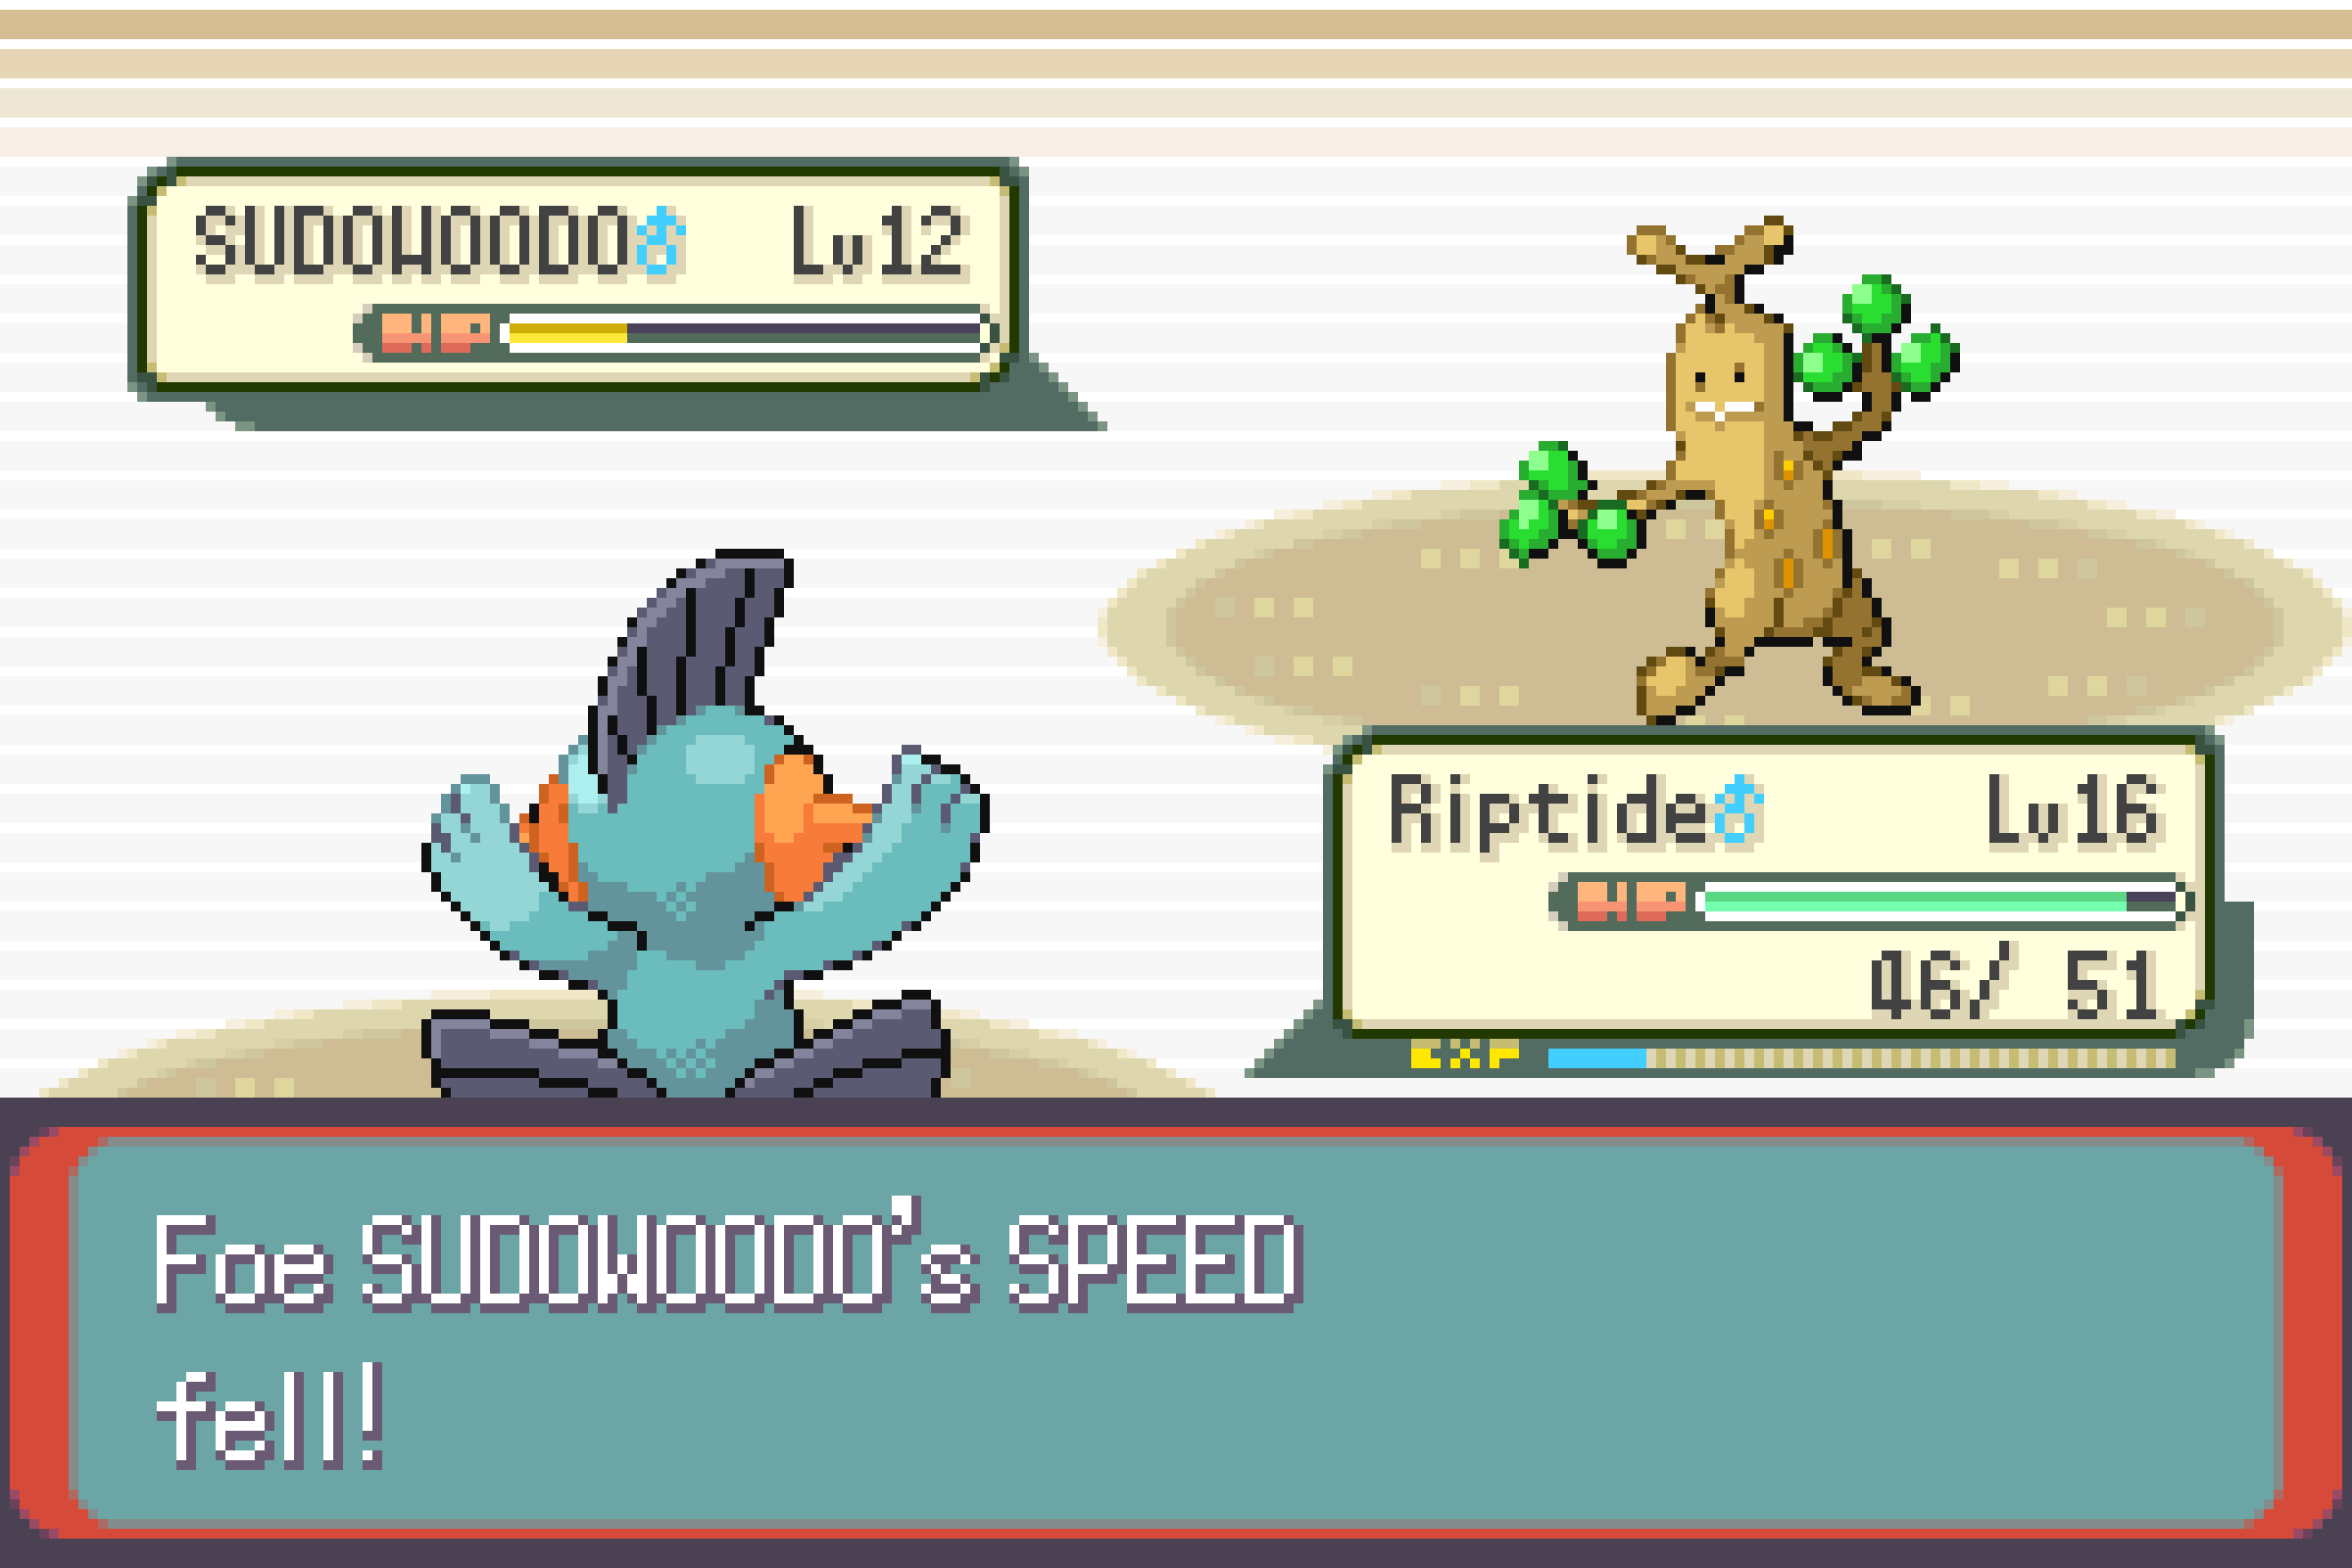 SUDOWOODO♂ Lv12
HP
Riptide♂ Lv16
HP
46/ 51
EXP
Foe SUDOWOODO's SPEED
fell!